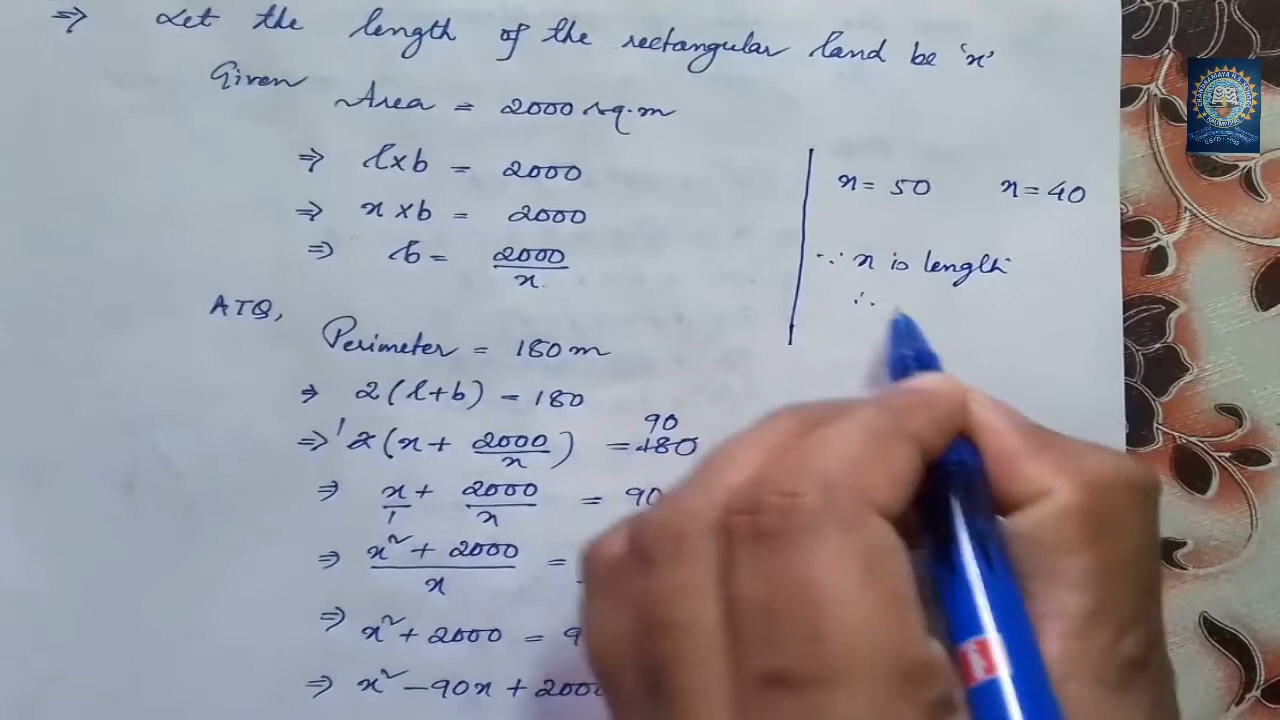 ⇒ Let the length of the rectangular land be 'x'
Given
Area = 2000 sq.m
⇒ l×b = 2000
⇒ x×b = 2000
⇒ b = 2000/x
ATQ,
Perimeter = 180 m
⇒ 2(l+b) = 180
90
⇒ 1 2(x + 2000/x) = 180
⇒ x/1 + 2000/x = 90
⇒ x² + 2000/x =
⇒ x² + 2000 = 9
⇒ x² - 90x + 2000
x = 50 x = 40
∵ x is length
∴